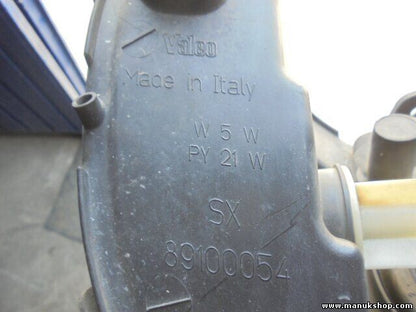 Valeo
Made in Italy
W 5 W
PY 21 W
SX
89100054
www.manukshop.com